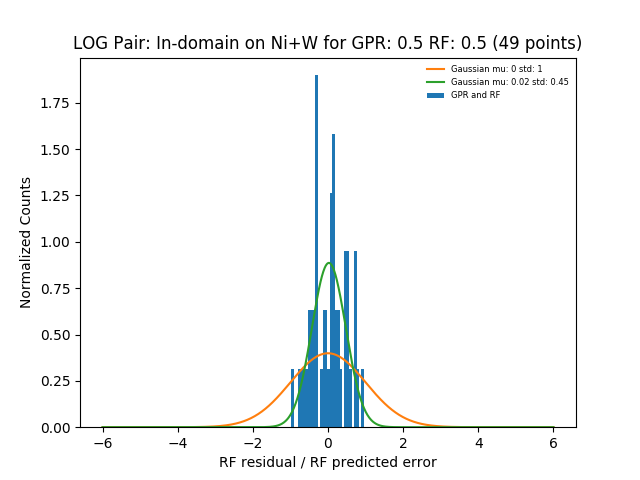 LOG Pair: In-domain on Ni+W for GPR: 0.5 RF: 0.5 (49 points)
Gaussian mu: 0 std: 1
Gaussian mu: 0.02 std: 0.45
GPR and RF
Normalized Counts
1.75
1.50
1.25
1.00
0.75
0.50
0.25
0.00
−6 −4 −2 0 2 4 6
RF residual / RF predicted error